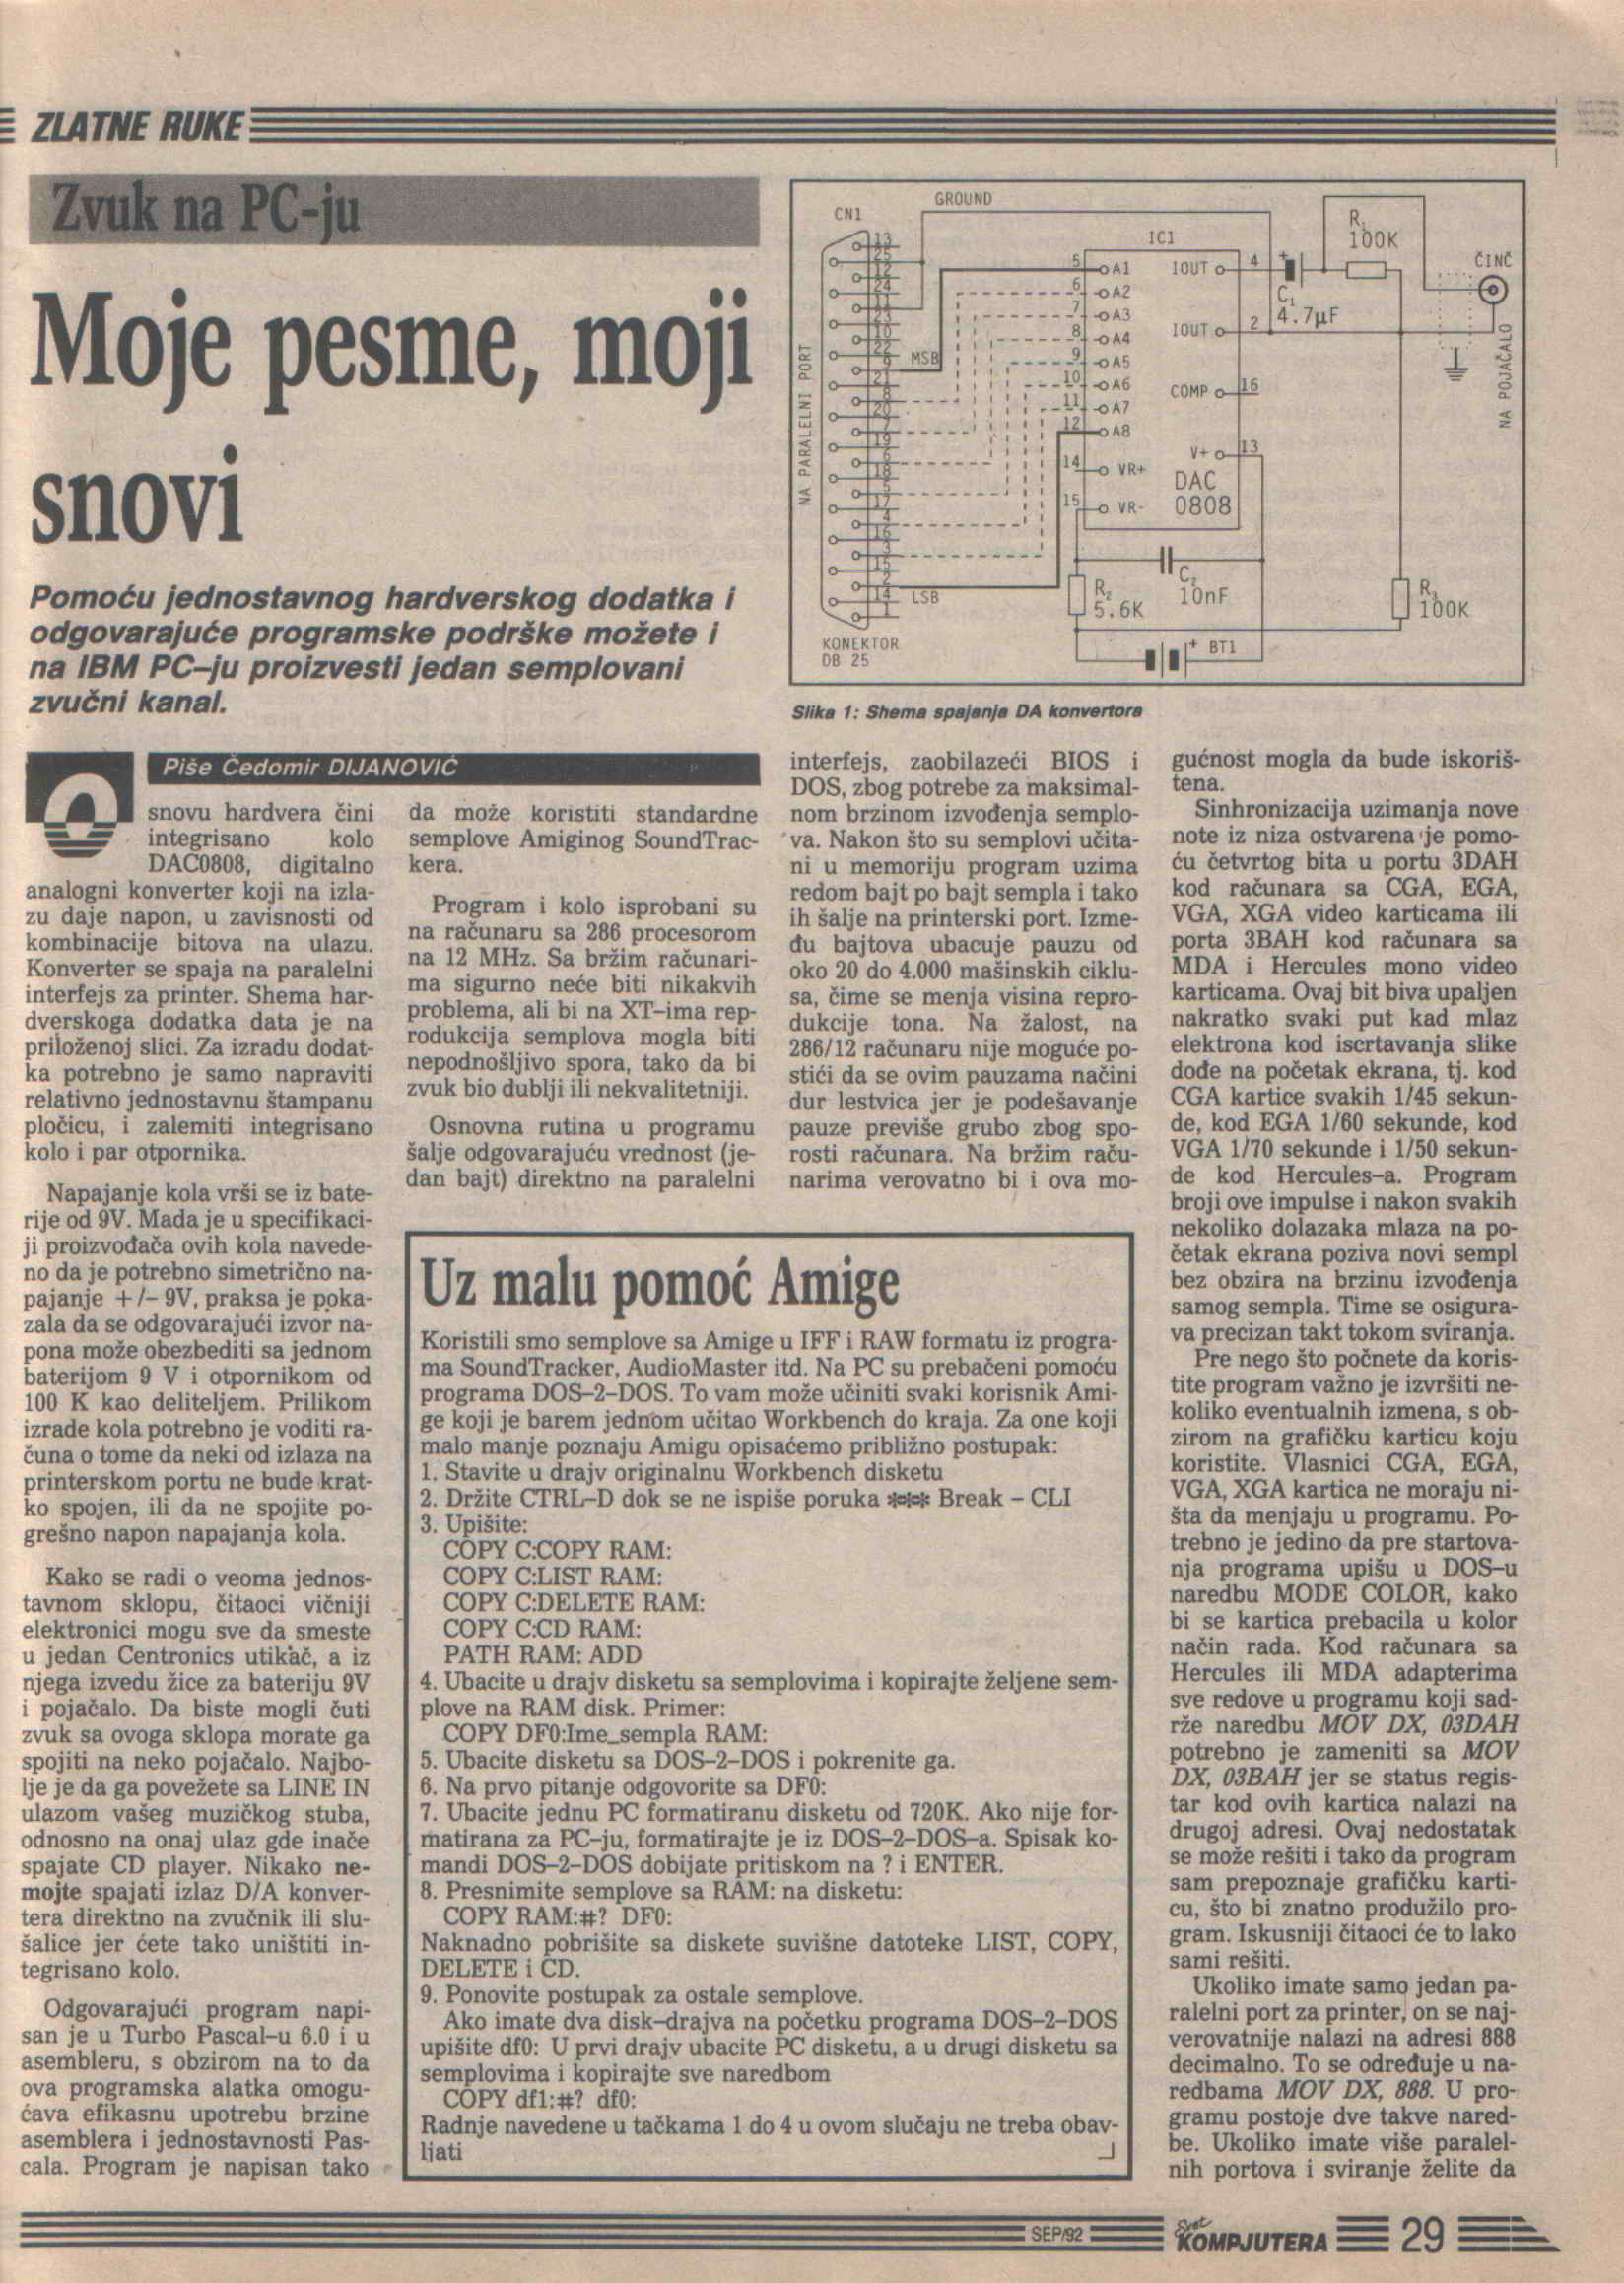 ZLATNE RUKE
Zvuk na PC-ju
Moje pesme, moji
snovi
Pomoću jednostavnog hardverskog dodatka i
odgovarajuće programske podrške možete i
na IBM PC–ju proizvesti jedan semplovani
zvučni kanal.
GROUND
CN1
13
25
12
24
11
23
10
22
9
21
8
20
7
19
6
18
5
17
4
16
3
15
2
14
1
MSB
LSB
NA PARALELNI PORT
KONEKTOR
DB 25
IC1
5 A1
6 A2
7 A3
8 A4
9 A5
10 A6
11 A7
12 A8
14 VR+
15 VR-
IOUT 4
IOUT 2
COMP 16
V+ 13
DAC
0808
C1
4.7µF
R1
100K
ČINČ
NA POJAČALO
R2
5.6K
C2
10nF
R3
100K
+ BT1
Slika 1: Shema spajanja DA konvertora
Piše Čedomir DIJANOVIĆ
Osnovu hardvera čini
integrisano kolo
DAC0808, digitalno
analogni konverter koji na izla-
zu daje napon, u zavisnosti od
kombinacije bitova na ulazu.
Konverter se spaja na paralelni
interfejs za printer. Shema har-
dverskoga dodatka data je na
priloženoj slici. Za izradu dodat-
ka potrebno je samo napraviti
relativno jednostavnu štampanu
pločicu, i zalemiti integrisano
kolo i par otpornika.
Napajanje kola vrši se iz bate-
rije od 9V. Mada je u specifikaci-
ji proizvođača ovih kola navede-
no da je potrebno simetrično na-
pajanje +/– 9V, praksa je poka-
zala da se odgovarajući izvor na-
pona može obezbediti sa jednom
baterijom 9 V i otpornikom od
100 K kao deliteljem. Prilikom
izrade kola potrebno je voditi ra-
čuna o tome da neki od izlaza na
printerskom portu ne bude krat-
ko spojen, ili da ne spojite po-
grešno napon napajanja kola.
Kako se radi o veoma jednos-
tavnom sklopu, čitaoci vičniji
elektronici mogu sve da smeste
u jedan Centronics utikač, a iz
njega izvedu žice za bateriju 9V
i pojačalo. Da biste mogli čuti
zvuk sa ovoga sklopa morate ga
spojiti na neko pojačalo. Najbo-
lje je da ga povežete sa LINE IN
ulazom vašeg muzičkog stuba,
odnosno na onaj ulaz gde inače
spajate CD player. Nikako ne-
mojte spajati izlaz D/A konver-
tera direktno na zvučnik ili slu-
šalice jer ćete tako uništiti in-
tegrisano kolo.
Odgovarajući program napi-
san je u Turbo Pascal–u 6.0 i u
asembleru, s obzirom na to da
ova programska alatka omogu-
ćava efikasnu upotrebu brzine
asemblera i jednostavnosti Pas-
cala. Program je napisan tako
da može koristiti standardne
semplove Amiginog SoundTrac-
kera.
Program i kolo isprobani su
na računaru sa 286 procesorom
na 12 MHz. Sa bržim računari-
ma sigurno neće biti nikakvih
problema, ali bi na XT–ima rep-
rodukcija semplova mogla biti
nepodnošljivo spora, tako da bi
zvuk bio dublji ili nekvalitetniji.
Osnovna rutina u programu
šalje odgovarajuću vrednost (je-
dan bajt) direktno na paralelni
interfejs, zaobilazeći BIOS i
DOS, zbog potrebe za maksimal-
nom brzinom izvođenja semplo-
va. Nakon što su semplovi učita-
ni u memoriju program uzima
redom bajt po bajt sempla i tako
ih šalje na printerski port. Izme-
đu bajtova ubacuje pauzu od
oko 20 do 4.000 mašinskih ciklu-
sa, čime se menja visina repro-
dukcije tona. Na žalost, na
286/12 računaru nije moguće po-
stići da se ovim pauzama načini
dur lestvica jer je podešavanje
pauze previše grubo zbog spo-
rosti računara. Na bržim raču-
narima verovatno bi i ova mo-
gućnost mogla da bude iskoriš-
tena.
Sinhronizacija uzimanja nove
note iz niza ostvarena je pomo-
ću četvrtog bita u portu 3DAH
kod računara sa CGA, EGA,
VGA, XGA video karticama ili
porta 3BAH kod računara sa
MDA i Hercules mono video
karticama. Ovaj bit biva upaljen
nakratko svaki put kad mlaz
elektrona kod iscrtavanja slike
dođe na početak ekrana, tj. kod
CGA kartice svakih 1/45 sekun-
de, kod EGA 1/60 sekunde, kod
VGA 1/70 sekunde i 1/50 sekun-
de kod Hercules–a. Program
broji ove impulse i nakon svakih
nekoliko dolazaka mlaza na po-
četak ekrana poziva novi sempl
bez obzira na brzinu izvođenja
samog sempla. Time se osigura-
va precizan takt tokom sviranja.
Pre nego što počnete da koris-
tite program važno je izvršiti ne-
koliko eventualnih izmena, s ob-
zirom na grafičku karticu koju
koristite. Vlasnici CGA, EGA,
VGA, XGA kartica ne moraju ni-
šta da menjaju u programu. Po-
trebno je jedino da pre startova-
nja programa upišu u DOS–u
naredbu MODE COLOR, kako
bi se kartica prebacila u kolor
način rada. Kod računara sa
Hercules ili MDA adapterima
sve redove u programu koji sad-
rže naredbu MOV DX, 03DAH
potrebno je zameniti sa MOV
DX, 03BAH jer se status regis-
tar kod ovih kartica nalazi na
drugoj adresi. Ovaj nedostatak
se može rešiti i tako da program
sam prepoznaje grafičku karti-
cu, što bi znatno produžilo pro-
gram. Iskusniji čitaoci će to lako
sami rešiti.
Ukoliko imate samo jedan pa-
ralelni port za printer, on se naj-
verovatnije nalazi na adresi 888
decimalno. To se određuje u na-
redbama MOV DX, 888. U pro-
gramu postoje dve takve nared-
be. Ukoliko imate više paralel-
nih portova i sviranje želite da
Uz malu pomoć Amige
Koristili smo semplove sa Amige u IFF i RAW formatu iz progra-
ma SoundTracker, AudioMaster itd. Na PC su prebačeni pomoću
programa DOS–2–DOS. To vam može učiniti svaki korisnik Ami-
ge koji je barem jednom učitao Workbench do kraja. Za one koji
malo manje poznaju Amigu opisaćemo približno postupak:
1. Stavite u drajv originalnu Workbench disketu
2. Držite CTRL–D dok se ne ispiše poruka *** Break – CLI
3. Upišite:
COPY C:COPY RAM:
COPY C:LIST RAM:
COPY C:DELETE RAM:
COPY C:CD RAM:
PATH RAM: ADD
4. Ubacite u drajv disketu sa semplovima i kopirajte željene sem-
plove na RAM disk. Primer:
COPY DF0:Ime_sempla RAM:
5. Ubacite disketu sa DOS–2–DOS i pokrenite ga.
6. Na prvo pitanje odgovorite sa DF0:
7. Ubacite jednu PC formatiranu disketu od 720K. Ako nije for-
matirana za PC–ju, formatirajte je iz DOS–2–DOS–a. Spisak ko-
mandi DOS–2–DOS dobijate pritiskom na ? i ENTER.
8. Presnimite semplove sa RAM: na disketu:
COPY RAM:#? DF0:
Naknadno pobrišite sa diskete suvišne datoteke LIST, COPY,
DELETE i CD.
9. Ponovite postupak za ostale semplove.
Ako imate dva disk–drajva na početku programa DOS–2–DOS
upišite df0: U prvi drajv ubacite PC disketu, a u drugi disketu sa
semplovima i kopirajte sve naredbom
COPY df1:#? df0:
Radnje navedene u tačkama 1 do 4 u ovom slučaju ne treba obav-
ljati
SEP/92
Svet
KOMPJUTERA
29